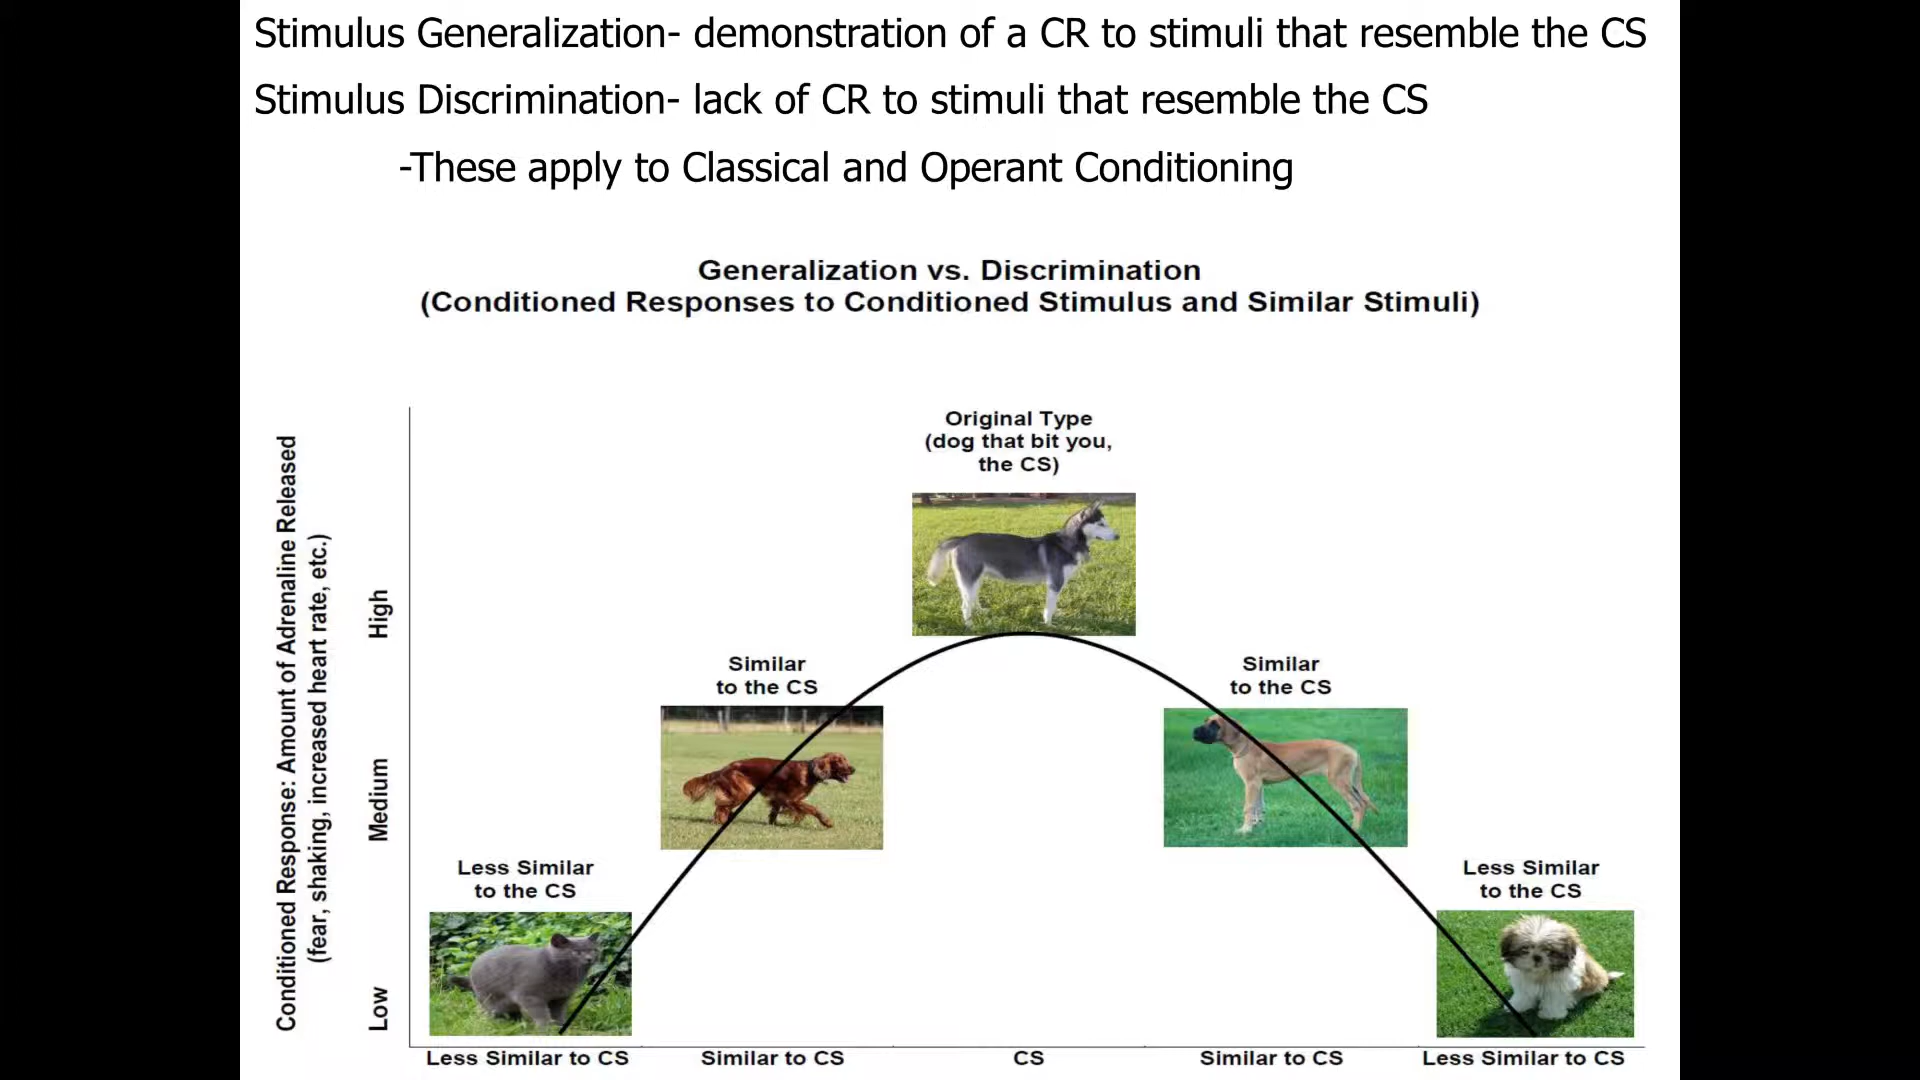 Stimulus Generalization- demonstration of a CR to stimuli that resemble the CS
Stimulus Discrimination- lack of CR to stimuli that resemble the CS
-These apply to Classical and Operant Conditioning
Generalization vs. Discrimination
(Conditioned Responses to Conditioned Stimulus and Similar Stimuli)
Conditioned Response: Amount of Adrenaline Released
(fear, shaking, increased heart rate, etc.)
High
Medium
Low
Original Type
(dog that bit you,
the CS)
Similar
to the CS
Similar
to the CS
Less Similar
to the CS
Less Similar
to the CS
Less Similar to CS
Similar to CS
CS
Similar to CS
Less Similar to CS